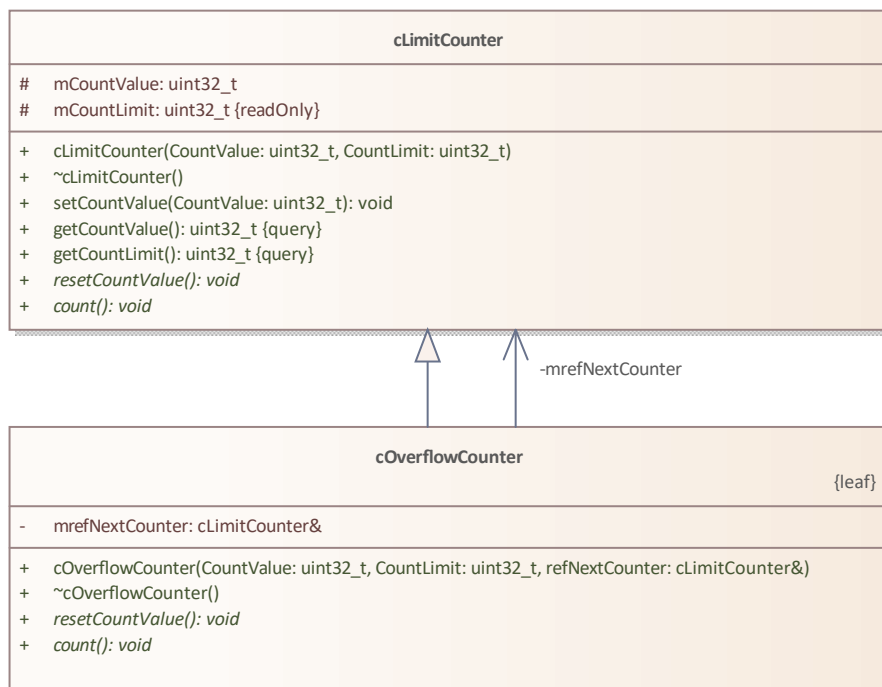 cLimitCounter
# mCountValue: uint32_t
# mCountLimit: uint32_t {readOnly}
+ cLimitCounter(CountValue: uint32_t, CountLimit: uint32_t)
+ ~cLimitCounter()
+ setCountValue(CountValue: uint32_t): void
+ getCountValue(): uint32_t {query}
+ getCountLimit(): uint32_t {query}
+ resetCountValue(): void
+ count(): void
-mrefNextCounter
cOverflowCounter
{leaf}
- mrefNextCounter: cLimitCounter&
+ cOverflowCounter(CountValue: uint32_t, CountLimit: uint32_t, refNextCounter: cLimitCounter&)
+ ~cOverflowCounter()
+ resetCountValue(): void
+ count(): void